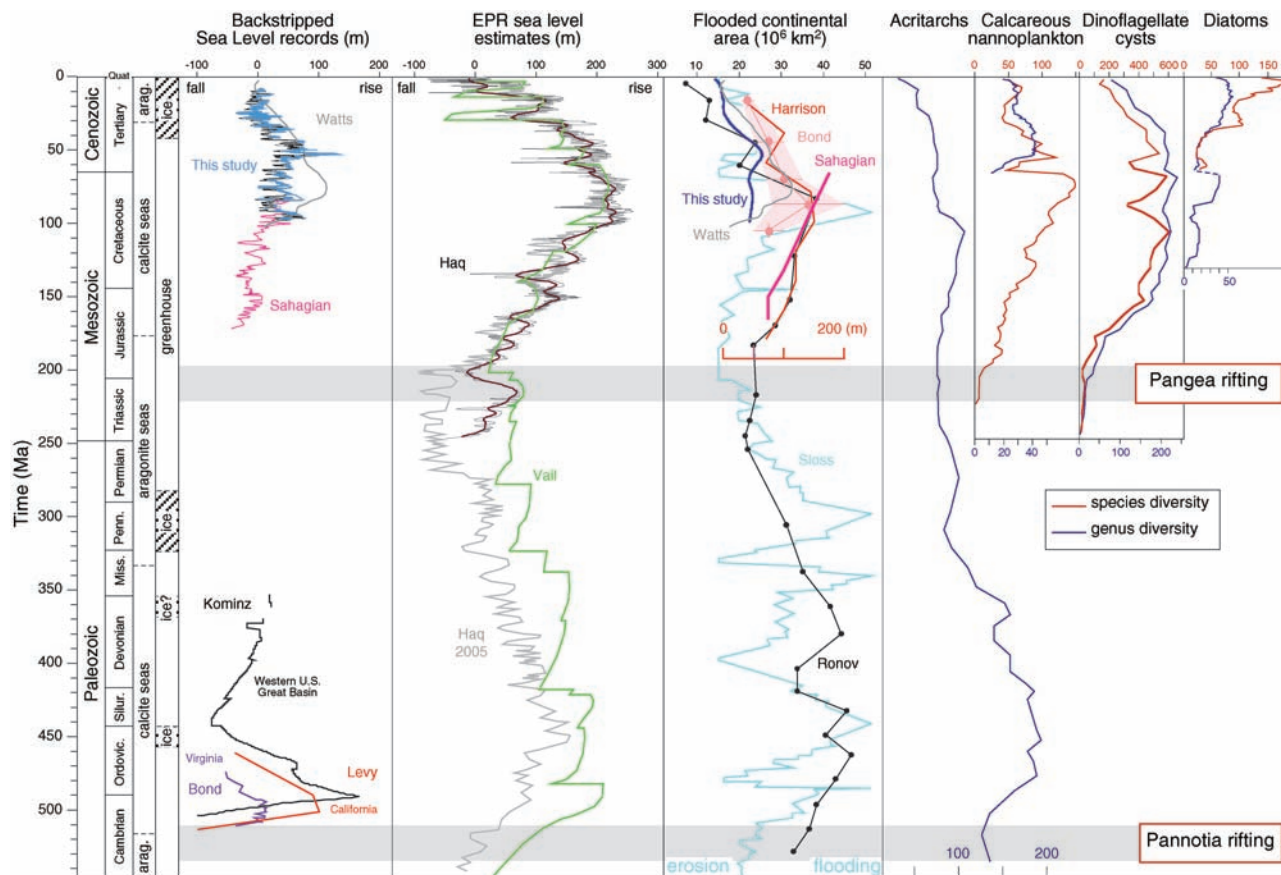 Backstripped
Sea Level records (m)
EPR sea level
estimates (m)
Flooded continental
area (10⁶ km²)
Acritarchs
Calcareous
nannoplankton
Dinoflagellate
cysts
Diatoms
-100 0 100 200
-100 0 100 200 300
10 20 30 40 50
0 50 100 150
0 200 400 600
0 50 100 150
Time (Ma)
0
50
100
150
200
250
300
350
400
450
500
Cenozoic
Mesozoic
Paleozoic
Quat
Tertiary
Cretaceous
Jurassic
Triassic
Permian
Penn.
Miss.
Devonian
Silur.
Ordovic.
Cambrian
arag.
calcite seas
aragonite seas
calcite seas
arag.
ice
greenhouse
ice
ice?
ice
fall rise
Watts
This study
Sahagian
Kominz
Western U.S.
Great Basin
Virginia
Levy
Bond
California
fall rise
Haq
Vail
Haq
2005
Harrison
Bond
Sahagian
This study
Watts
0 200 (m)
Sloss
Ronov
erosion flooding
100 200
0 20 40
0 100 200
0 50
Pangea rifting
species diversity
genus diversity
Pannotia rifting